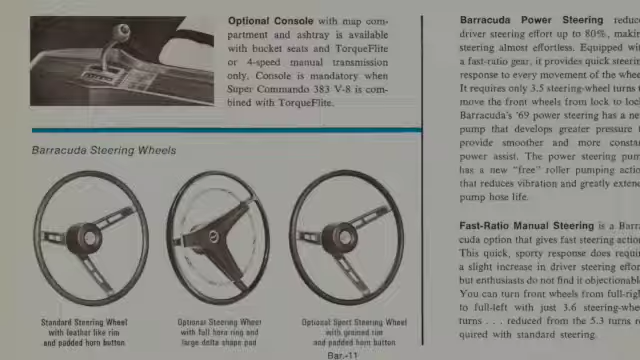 Optional Console with map com-
partment and ashtray is available
with bucket seats and TorqueFlite
or 4-speed manual transmission
only. Console is mandatory when
Super Commando 383 V-8 is com-
bined with TorqueFlite.
Barracuda Steering Wheels
Standard Steering Wheel
with leather like rim
and padded horn button
Optional Steering Wheel
with full horn ring and
large delta shape pad
Optional Sport Steering Wheel
with grained rim
and padded horn button
Bar.-11
Barracuda Power Steering reduc
driver steering effort up to 80%, makin
steering almost effortless. Equipped wit
a fast-ratio gear, it provides quick steerin
response to every movement of the whee
It requires only 3.5 steering-wheel turns t
move the front wheels from lock to loc
Barracuda's '69 power steering has a ne
pump that develops greater pressure t
provide smoother and more constan
power assist. The power steering pum
has a new "free" roller pumping actio
that reduces vibration and greatly extend
pump hose life.
Fast-Ratio Manual Steering is a Barra
cuda option that gives fast steering action
This quick, sporty response does requir
a slight increase in driver steering effor
but enthusiasts do not find it objectionabl
You can turn front wheels from full-righ
to full-left with just 3.6 steering-whee
turns . . . reduced from the 5.3 turns re
quired with standard steering.